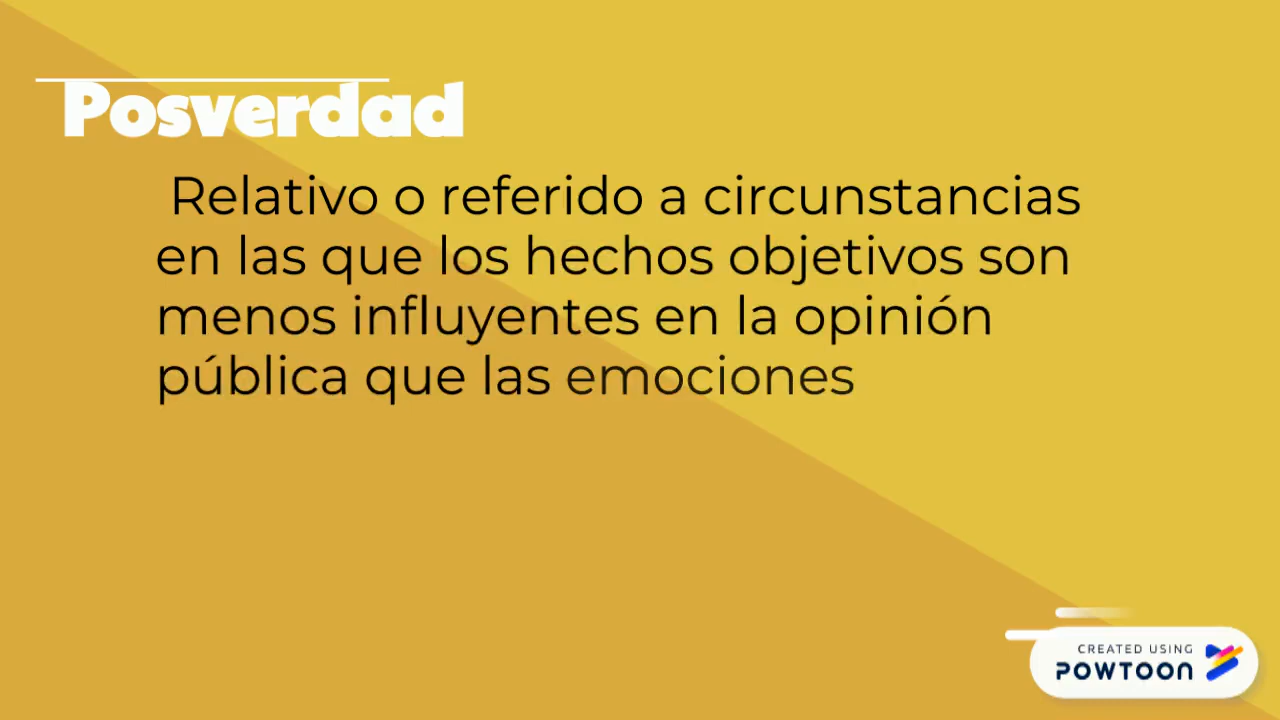 Posverdad
Relativo o referido a circunstancias
en las que los hechos objetivos son
menos influyentes en la opinión
pública que las emociones
CREATED USING
POWTOON